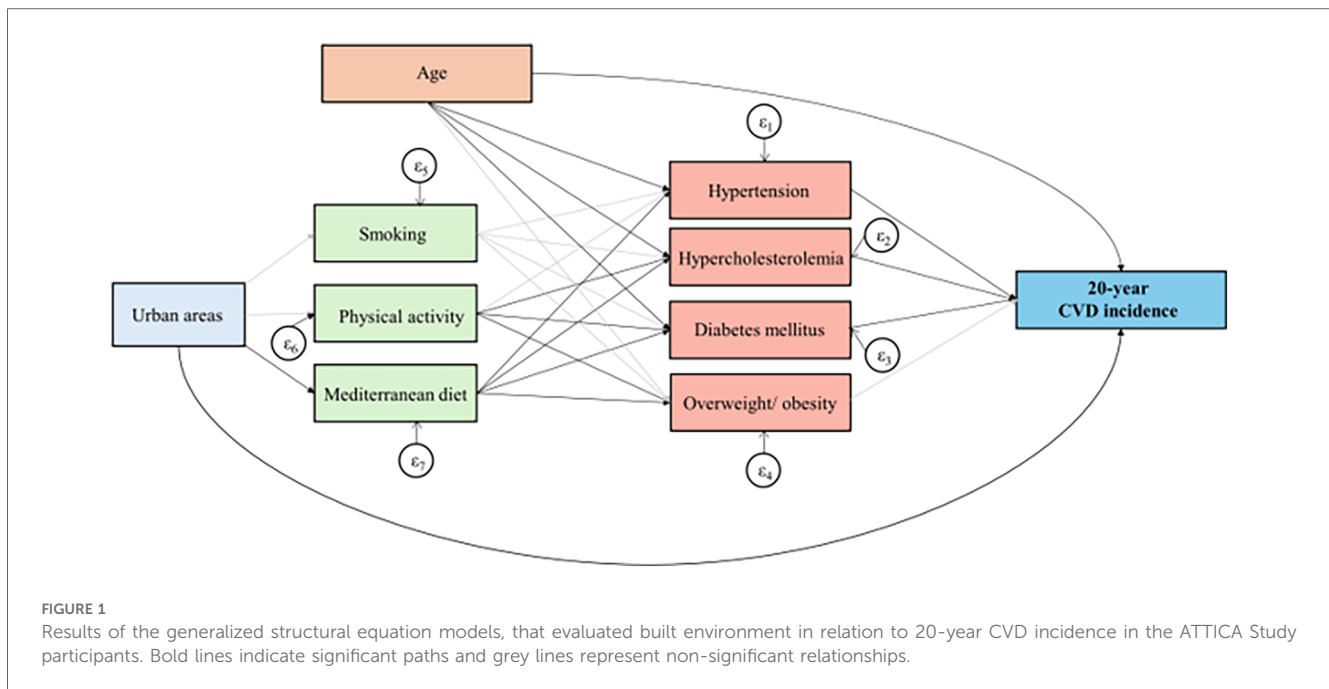 Age
ε1
ε5
Hypertension
Smoking
ε2
Hypercholesterolemia
20-year
CVD incidence
Urban areas
Physical activity
Diabetes mellitus
ε6
ε3
Mediterranean diet
Overweight/ obesity
ε7
ε4
FIGURE 1
Results of the generalized structural equation models, that evaluated built environment in relation to 20-year CVD incidence in the ATTICA Study
participants. Bold lines indicate significant paths and grey lines represent non-significant relationships.